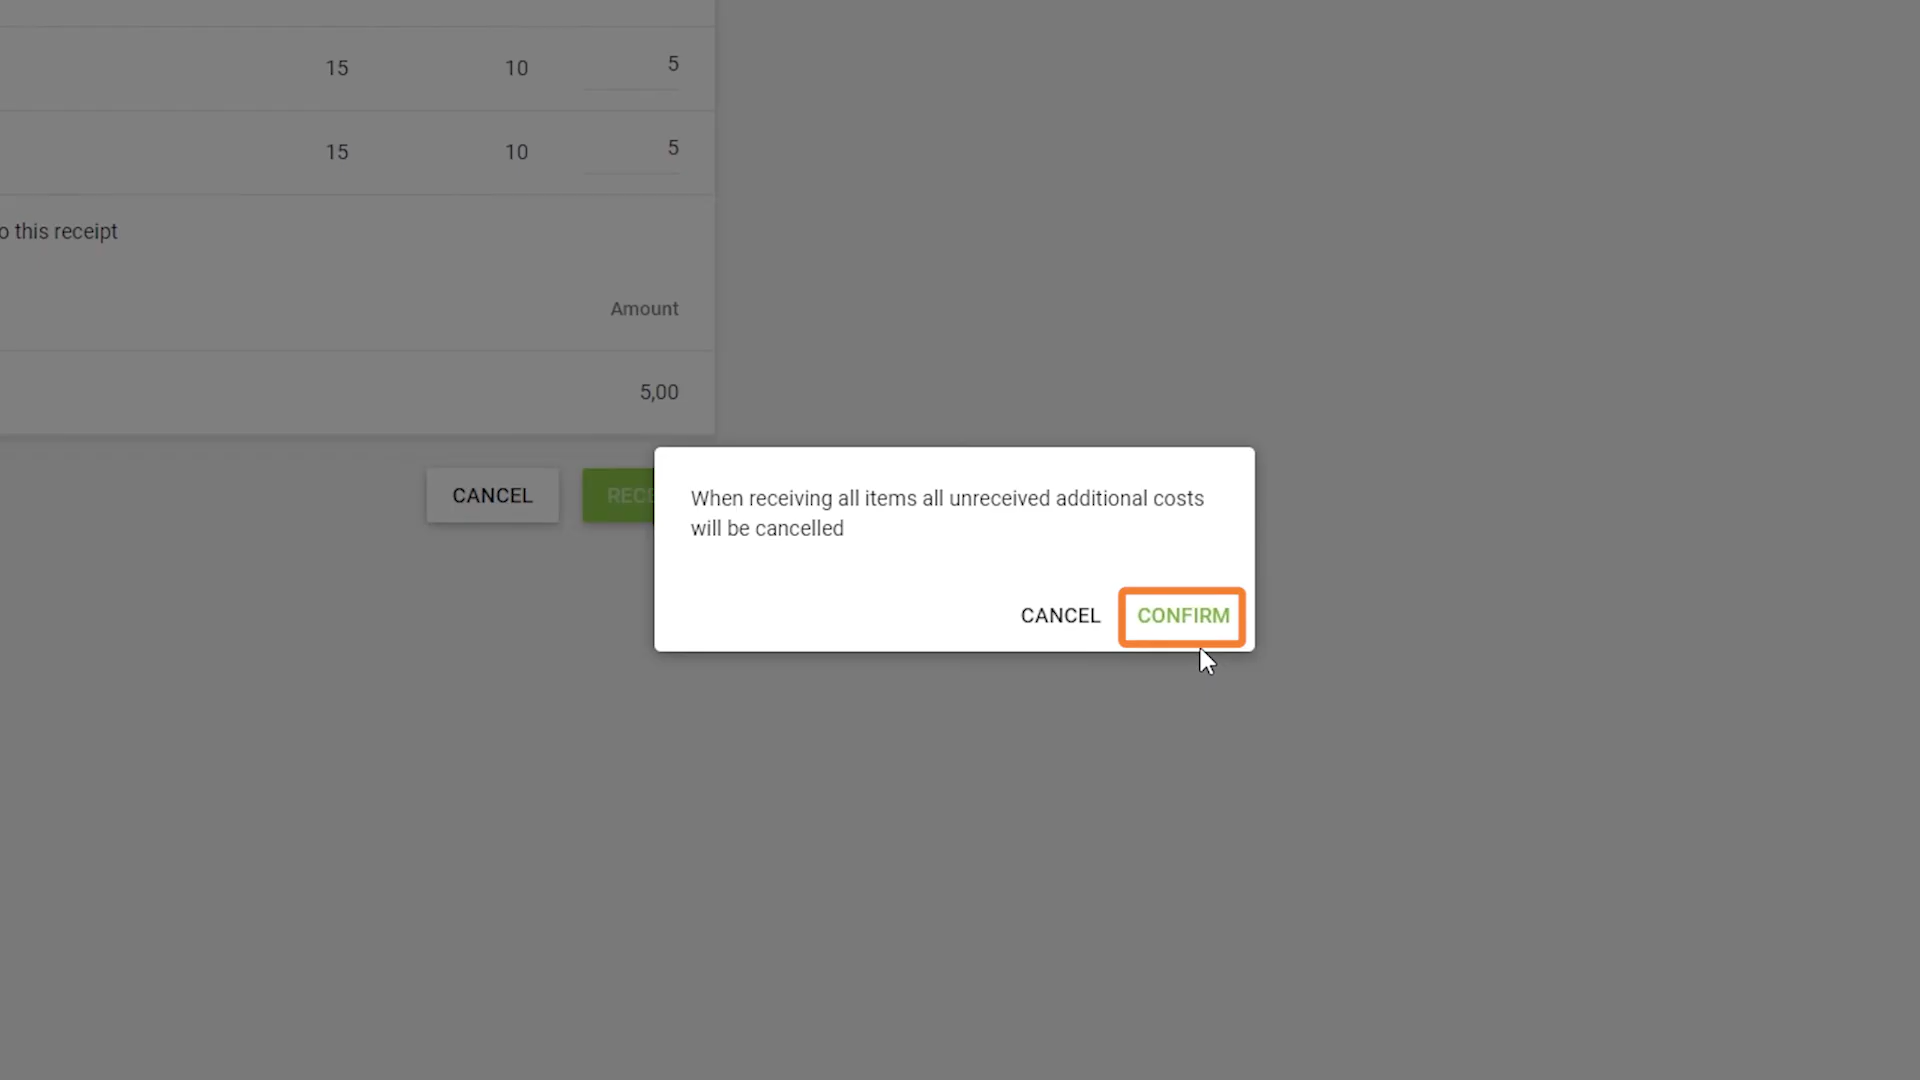 15 10 5
15 10 5
o this receipt
Amount
5,00
CANCEL
When receiving all items all unreceived additional costs
will be cancelled
CANCEL CONFIRM